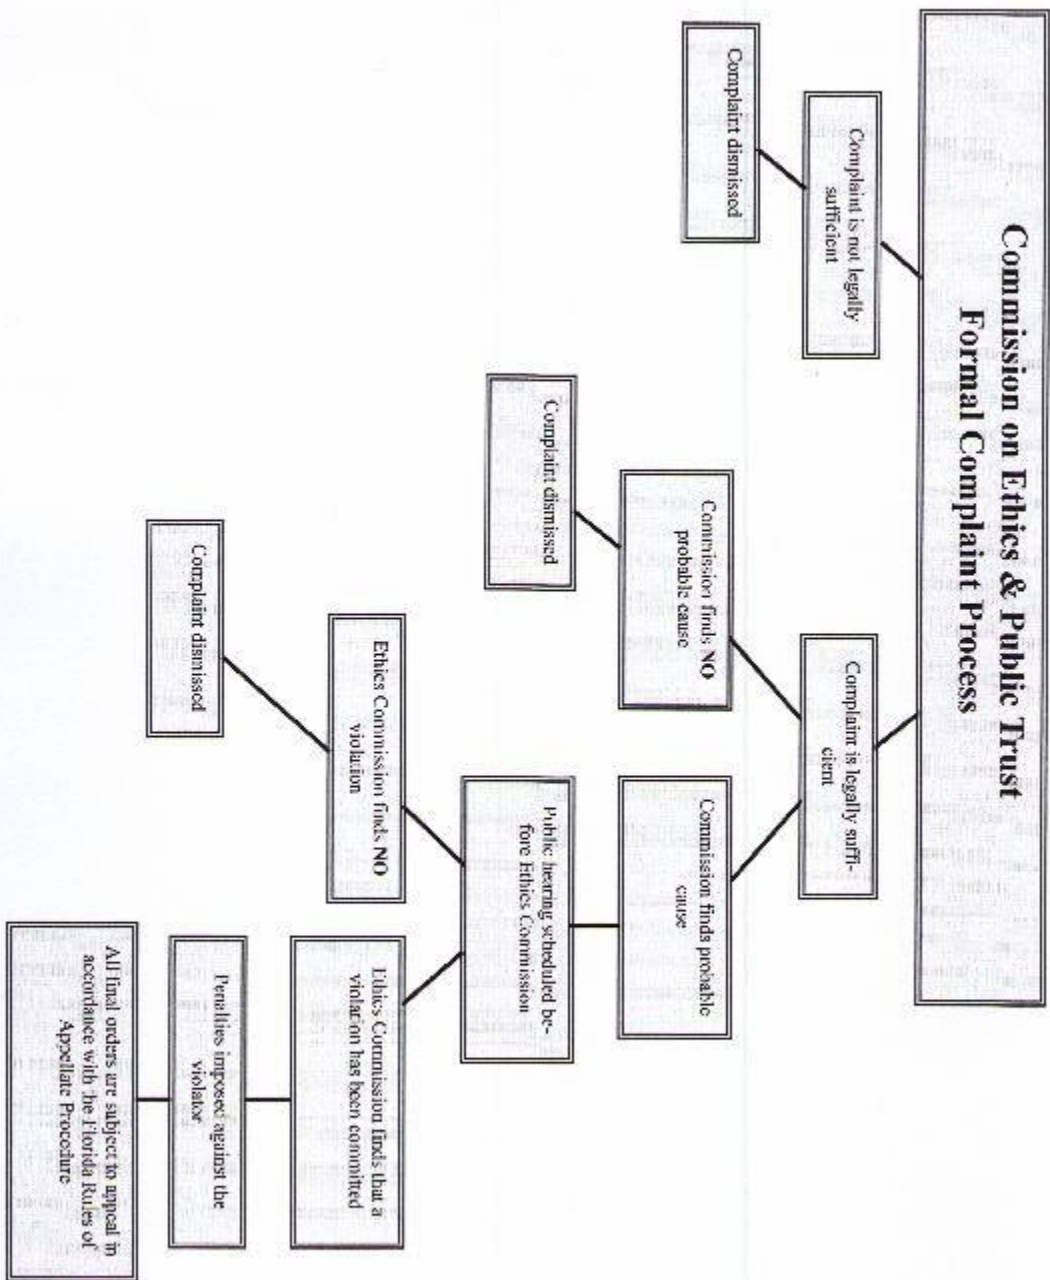 Commission on Ethics & Public Trust
Formal Complaint Process
Complaint is not legally
sufficient
Complaint dismissed
Complaint is legally suffi-
cient
Commission finds NO
probable cause
Complaint dismissed
Commission finds probable
cause
Public hearing scheduled be-
fore Ethics Commission
Ethics Commission finds NO
violation
Complaint dismissed
Ethics Commission finds that a
violation has been committed
Penalties imposed against the
violator
All final orders are subject to appeal in
accordance with the Florida Rules of
Appellate Procedure